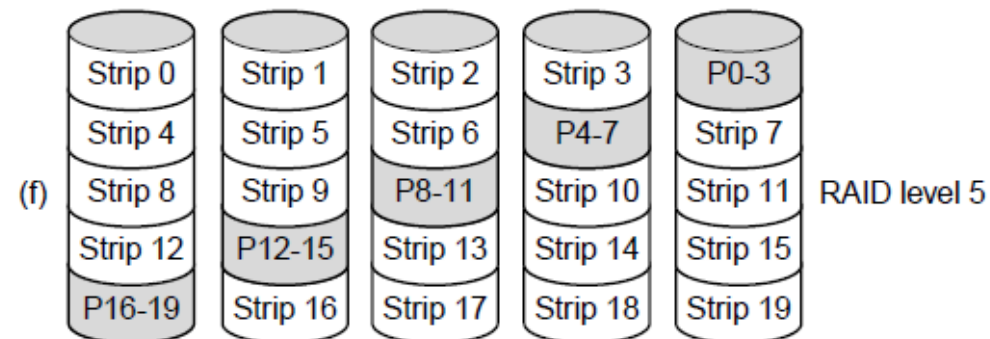 Strip 0 Strip 1 Strip 2 Strip 3 P0-3
Strip 4 Strip 5 Strip 6 P4-7 Strip 7
(f) Strip 8 Strip 9 P8-11 Strip 10 Strip 11 RAID level 5
Strip 12 P12-15 Strip 13 Strip 14 Strip 15
P16-19 Strip 16 Strip 17 Strip 18 Strip 19